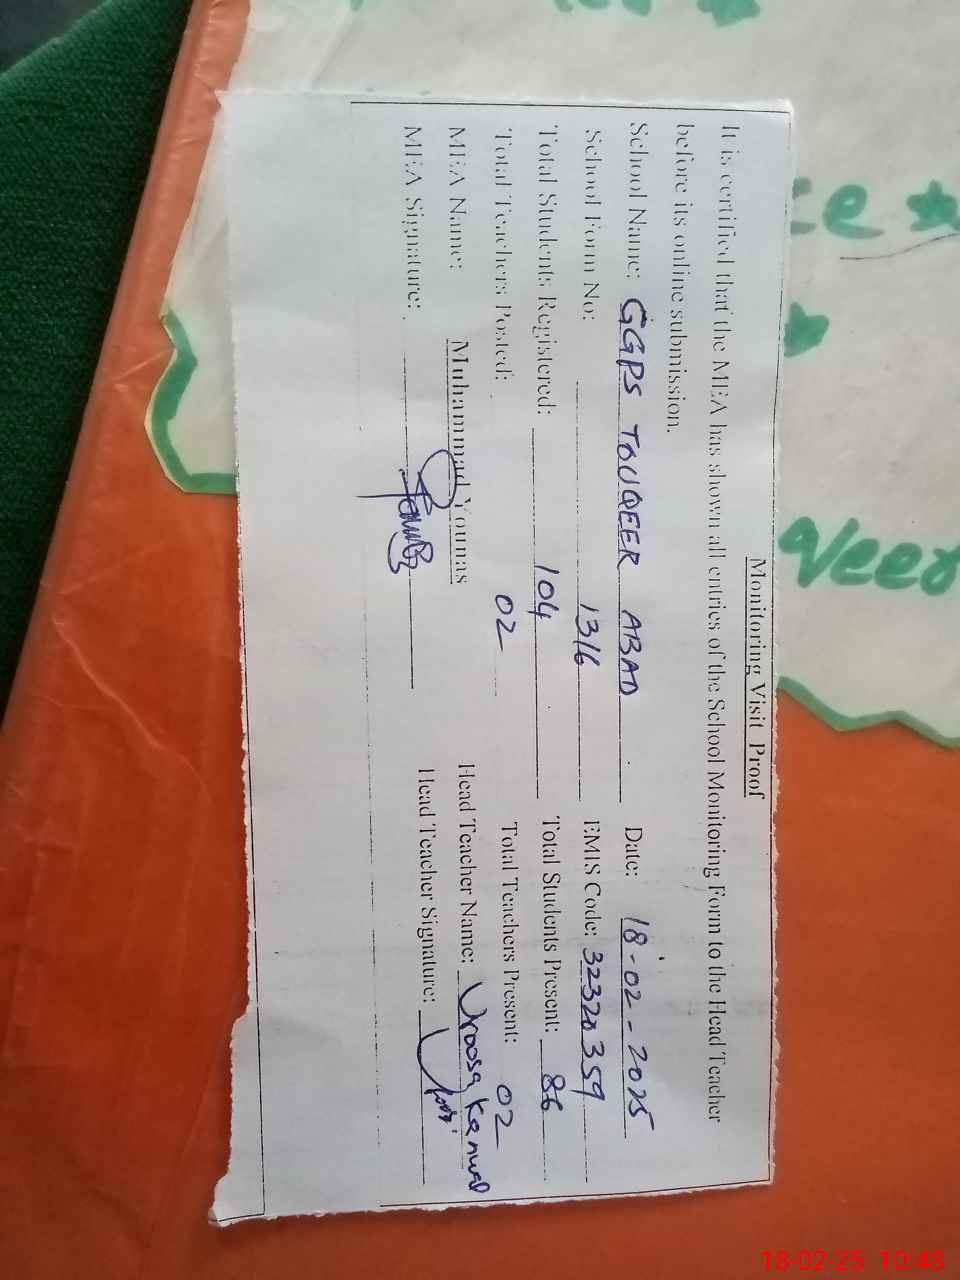 Monitoring Visit Proof
It is certified that the MEA has shown all entries of the School Monitoring Form to the Head Teacher
before its online submission.
School Name: GGPS TOUQEER ABAD Date: 18-02-2025
School Form No: 1316 EMIS Code: 32320359
Total Students Registered: 104 Total Students Present: 86
Total Teachers Posted: 02 Total Teachers Present: 02
MEA Name: Muhammad Younas Head Teacher Name: Uroosa Kanwal
MEA Signature: Head Teacher Signature:
18-02-25 10:48